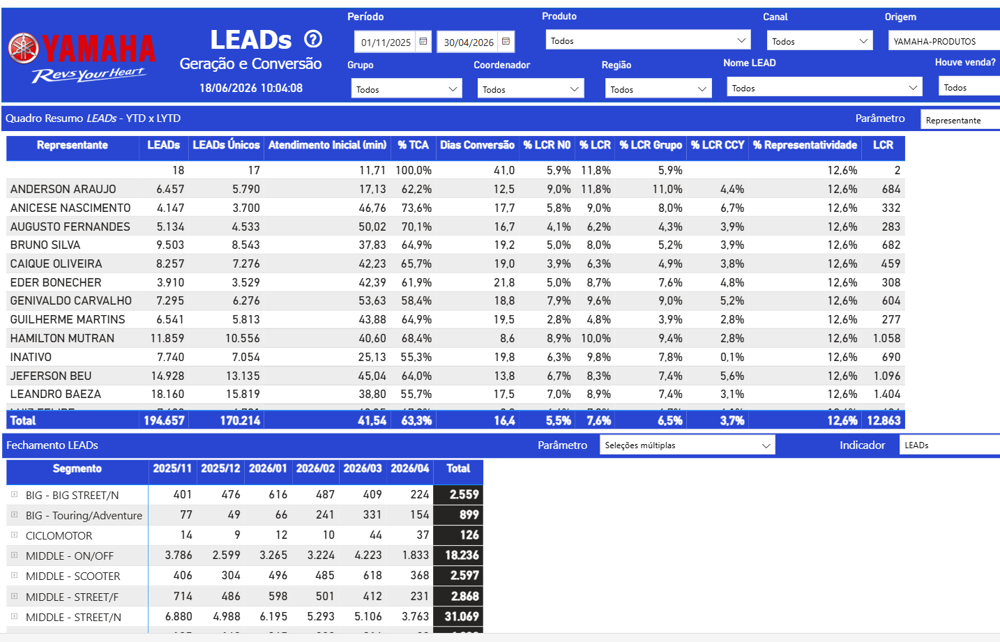 YAMAHA
Revs Your Heart
LEADs ?
Geração e Conversão
18/06/2026 10:04:08
Período
01/11/2025 30/04/2026
Produto
Todos
Canal
Todos
Origem
YAMAHA-PRODUTOS
Grupo
Todos
Coordenador
Todos
Região
Todos
Nome LEAD
Todos
Houve venda?
Todos
Quadro Resumo LEADs - YTD x LYTD
Parâmetro Representante
Representante LEADs LEADs Únicos Atendimento Inicial (min) % TCA Dias Conversão % LCR N0 % LCR % LCR Grupo % LCR CCY % Representatividade LCR
18 17 11,71 100,0% 41,0 5,9% 11,8% 5,9% 12,6% 2
ANDERSON ARAUJO 6.457 5.790 17,13 62,2% 12,5 9,0% 11,8% 11,0% 4,4% 12,6% 684
ANICESE NASCIMENTO 4.147 3.700 46,76 73,6% 17,7 5,8% 9,0% 8,0% 6,7% 12,6% 332
AUGUSTO FERNANDES 5.134 4.533 50,02 70,1% 16,7 4,1% 6,2% 4,3% 3,9% 12,6% 283
BRUNO SILVA 9.503 8.543 37,83 64,9% 19,2 5,0% 8,0% 5,2% 3,9% 12,6% 682
CAIQUE OLIVEIRA 8.257 7.276 42,23 65,7% 19,0 3,9% 6,3% 4,9% 3,8% 12,6% 459
EDER BONECHER 3.910 3.529 42,39 61,9% 21,8 5,0% 8,7% 7,6% 4,8% 12,6% 308
GENIVALDO CARVALHO 7.295 6.276 53,63 58,4% 18,8 7,9% 9,6% 9,0% 5,2% 12,6% 604
GUILHERME MARTINS 6.541 5.813 43,88 64,9% 19,5 2,8% 4,8% 3,9% 2,8% 12,6% 277
HAMILTON MUTRAN 11.859 10.556 40,60 68,4% 8,6 8,9% 10,0% 9,4% 2,8% 12,6% 1.058
INATIVO 7.740 7.054 25,13 55,3% 19,8 6,3% 9,8% 7,8% 0,1% 12,6% 690
JEFERSON BEU 14.928 13.135 45,04 64,0% 13,8 6,7% 8,3% 7,4% 5,6% 12,6% 1.096
LEANDRO BAEZA 18.160 15.819 38,80 55,7% 17,5 7,0% 8,9% 7,4% 3,1% 12,6% 1.404
Total 194.657 170.214 41,54 63,3% 16,4 5,5% 7,6% 6,5% 3,7% 12,6% 12.863
Fechamento LEADs
Parâmetro Seleções múltiplas
Indicador LEADs
Segmento 2025/11 2025/12 2026/01 2026/02 2026/03 2026/04 Total
BIG - BIG STREET/N 401 476 616 487 409 224 2.559
BIG - Touring/Adventure 77 49 66 241 331 154 899
CICLOMOTOR 14 9 12 10 44 37 126
MIDDLE - ON/OFF 3.786 2.599 3.265 3.224 4.223 1.833 18.236
MIDDLE - SCOOTER 406 304 496 485 618 368 2.597
MIDDLE - STREET/F 714 486 598 501 412 231 2.868
MIDDLE - STREET/N 6.880 4.988 6.195 5.293 5.106 3.763 31.069